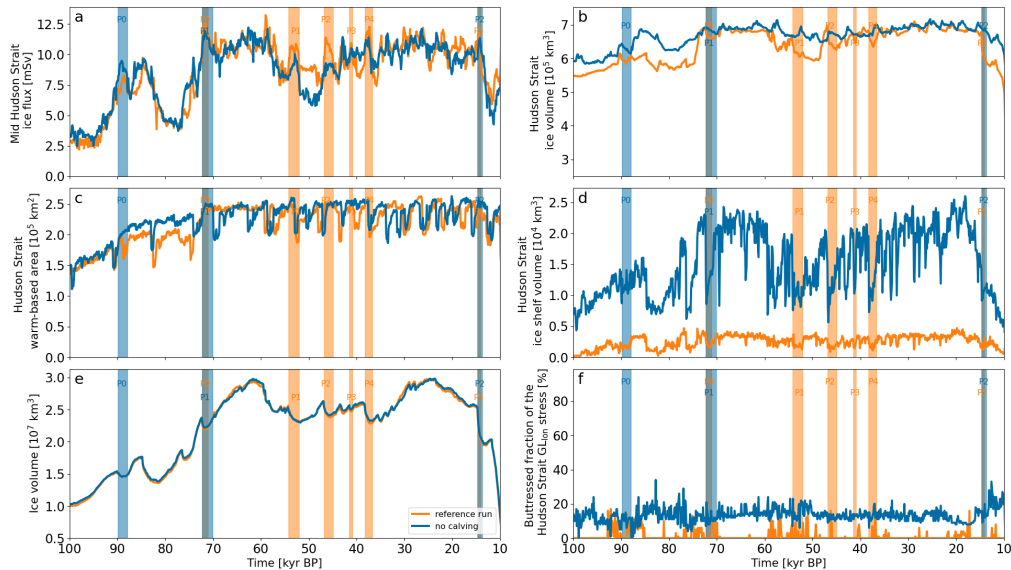 a
P0
P0
P1
P1
P2
P3
P4
P2
P5
12.5
10.0
7.5
5.0
2.5
0.0
Mid Hudson Strait
ice flux [mSv]
b
P0
P1
P1
P2
P3
P4
P2
7
6
5
4
3
Hudson Strait
ice volume [10⁵ km³]
c
P0
P1
2.5
2.0
1.5
1.0
0.5
0.0
Hudson Strait
warm-based area [10⁵ km²]
d
P0
P1
P1
P2
P3
P4
P2
2.5
2.0
1.5
1.0
0.5
0.0
Hudson Strait
ice shelf volume [10⁴ km³]
e
P0
P1
P1
P2
P3
P4
P2
3.0
2.5
2.0
1.5
1.0
0.5
Ice volume [10⁷ km³]
reference run
no calving
100 90 80 70 60 50 40 30 20 10
Time [kyr BP]
f
P0
P1
P1
P2
P3
P4
P2
80
60
40
20
0
Buttressed fraction of the
Hudson Strait GLlon stress [%]
100 90 80 70 60 50 40 30 20 10
Time [kyr BP]